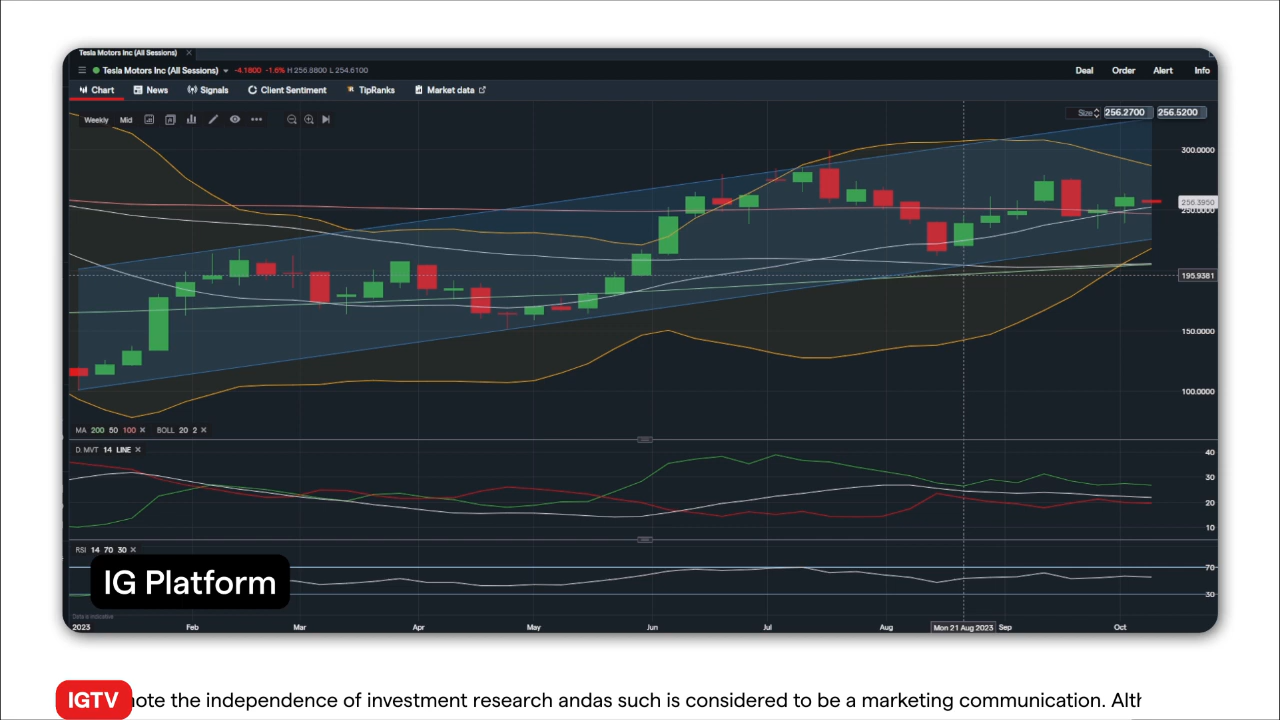 Tesla Motors Inc (All Sessions)
Tesla Motors Inc (All Sessions) -4.1800 -1.6% H 256.8800 L 254.6100
Deal Order Alert Info
Chart News Signals Client Sentiment TipRanks Market data
Weekly Mid
Size 256.2700 256.5200
300.0000
256.3950
250.0000
195.9381
150.0000
100.0000
MA 200 50 100 BOLL 20 2
D. MVT 14 LINE
40
30
20
10
RSI 14 70 30
70
30
IG Platform
Data is indicative
2023 Feb Mar Apr May Jun Jul Aug Mon 21 Aug 2023 Sep Oct
IGTV ote the independence of investment research andas such is considered to be a marketing communication. Alth